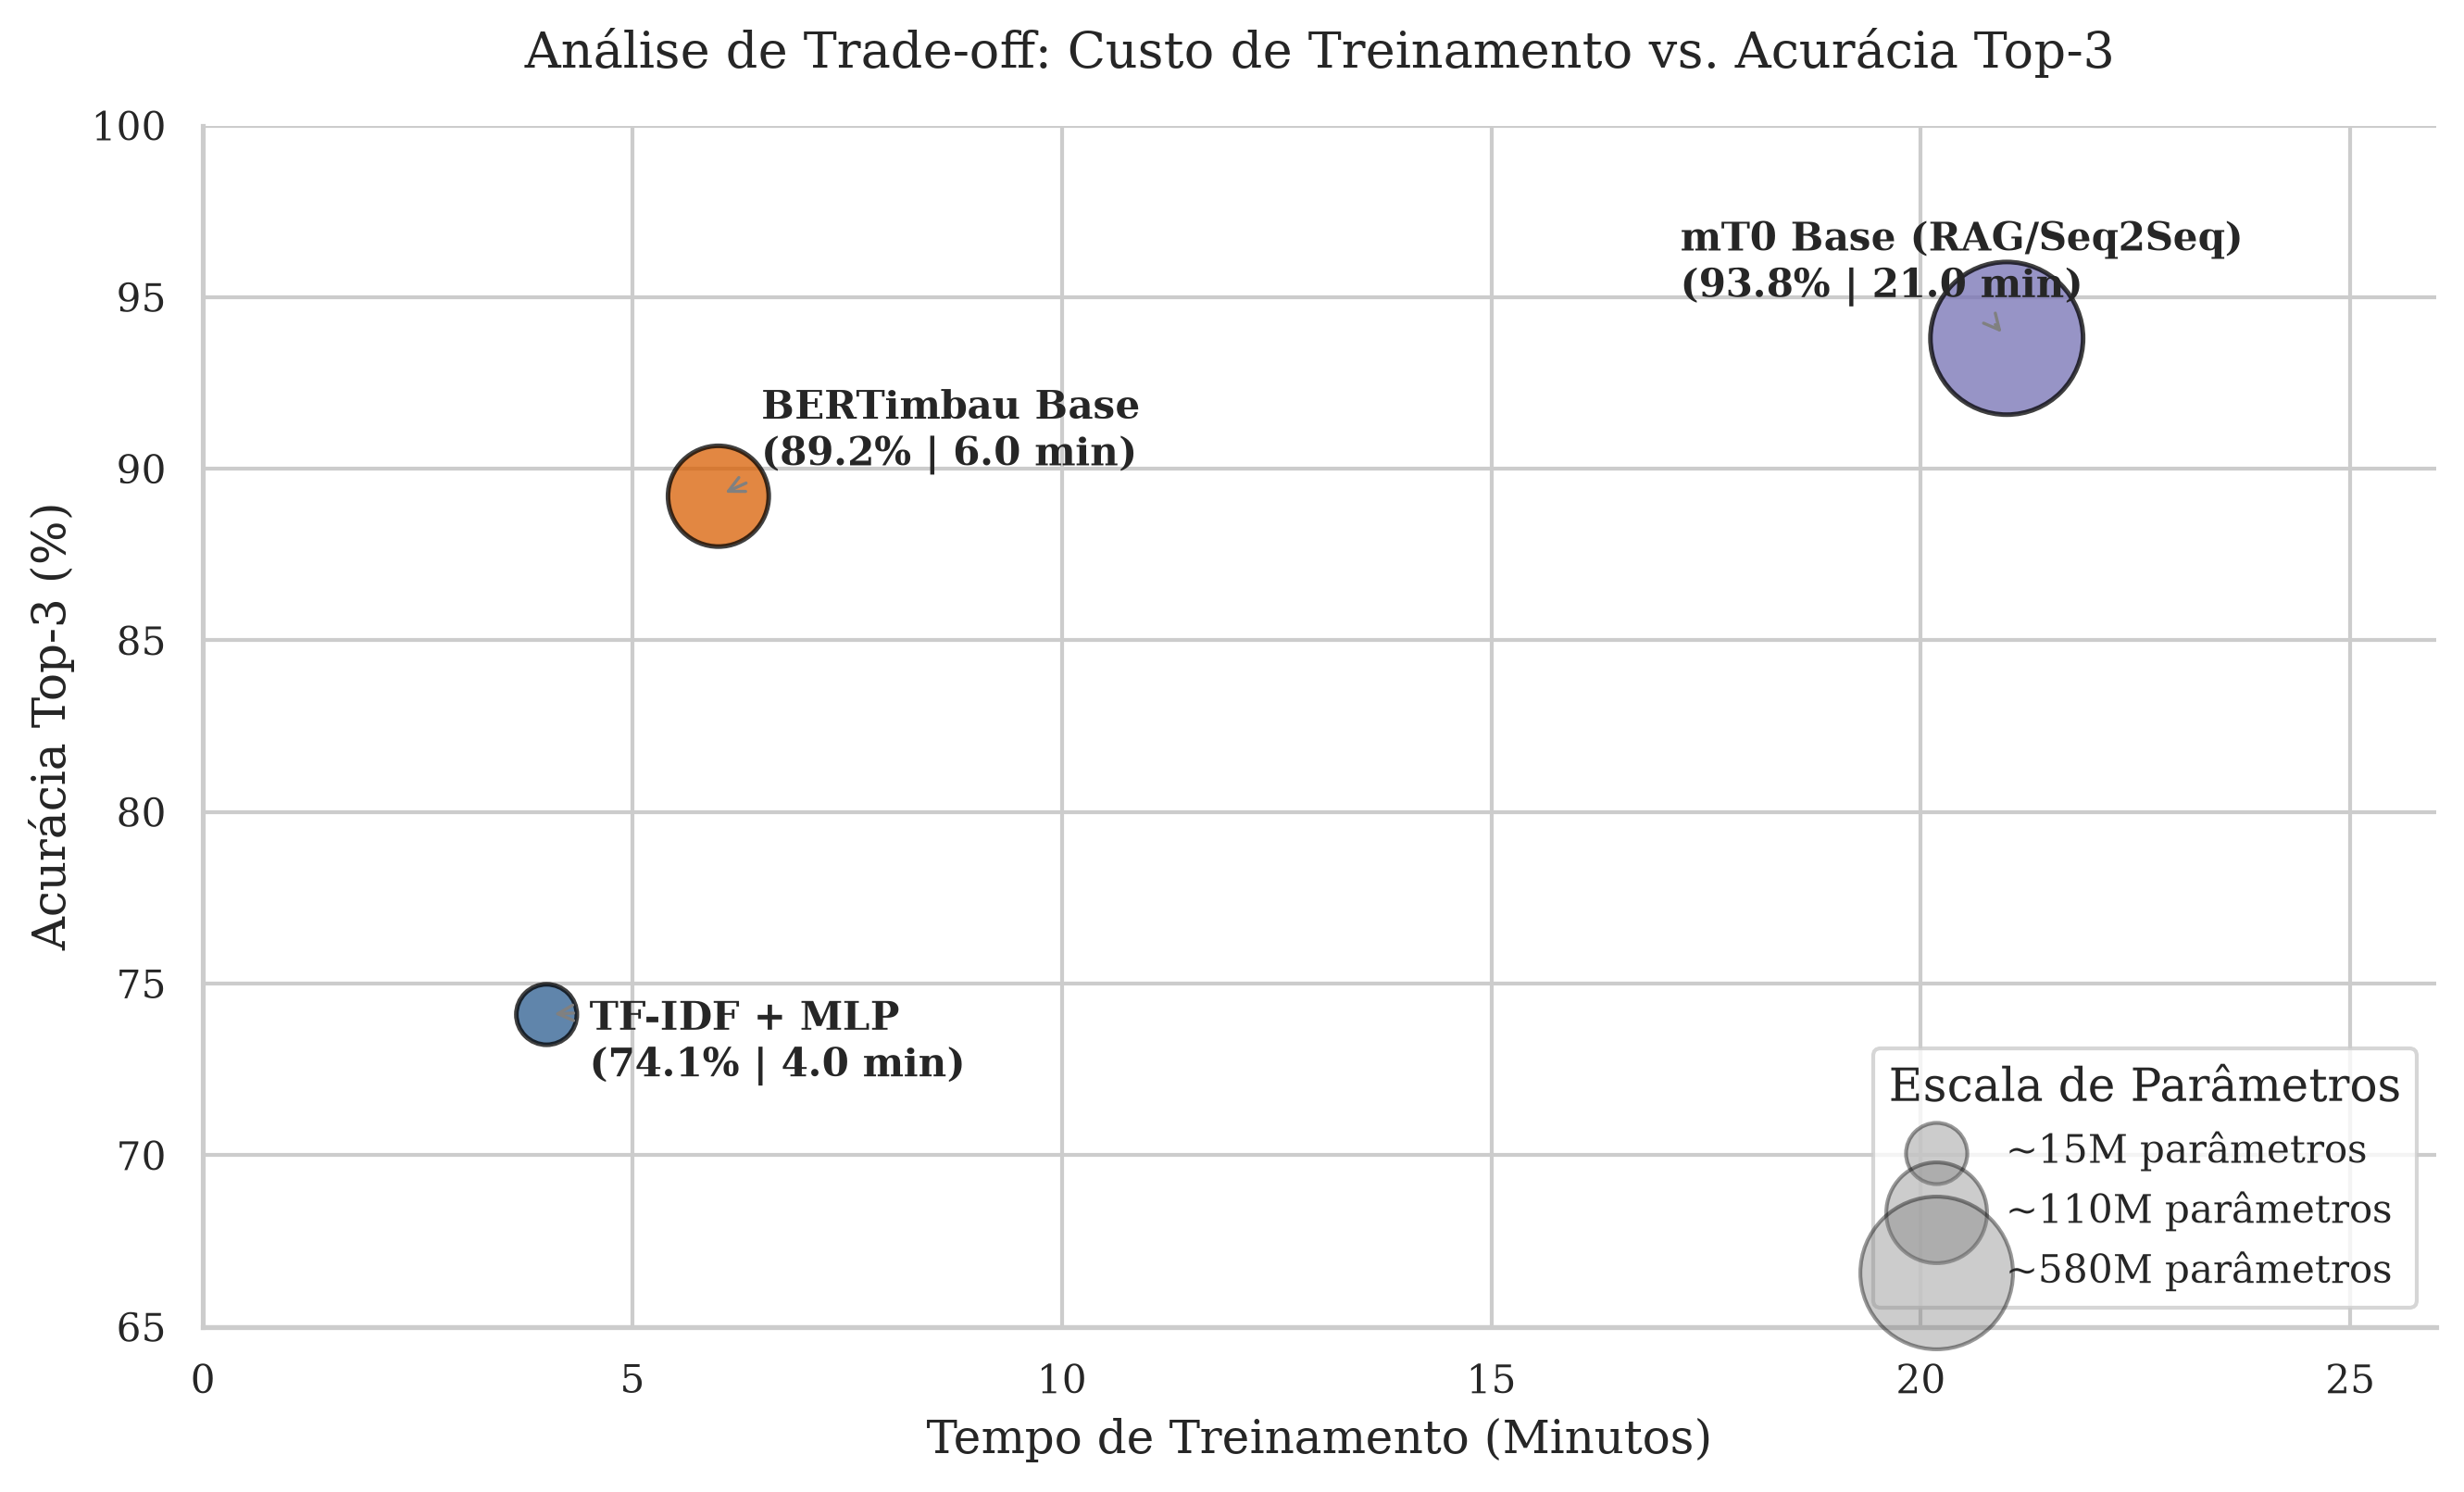 Análise de Trade-off: Custo de Treinamento vs. Acurácia Top-3
Acurácia Top-3 (%)
100
95
90
85
80
75
70
65
mT0 Base (RAG/Seq2Seq)
(93.8% | 21.0 min)
BERTimbau Base
(89.2% | 6.0 min)
TF-IDF + MLP
(74.1% | 4.0 min)
Escala de Parâmetros
~15M parâmetros
~110M parâmetros
~580M parâmetros
0
5
10
15
20
25
Tempo de Treinamento (Minutos)